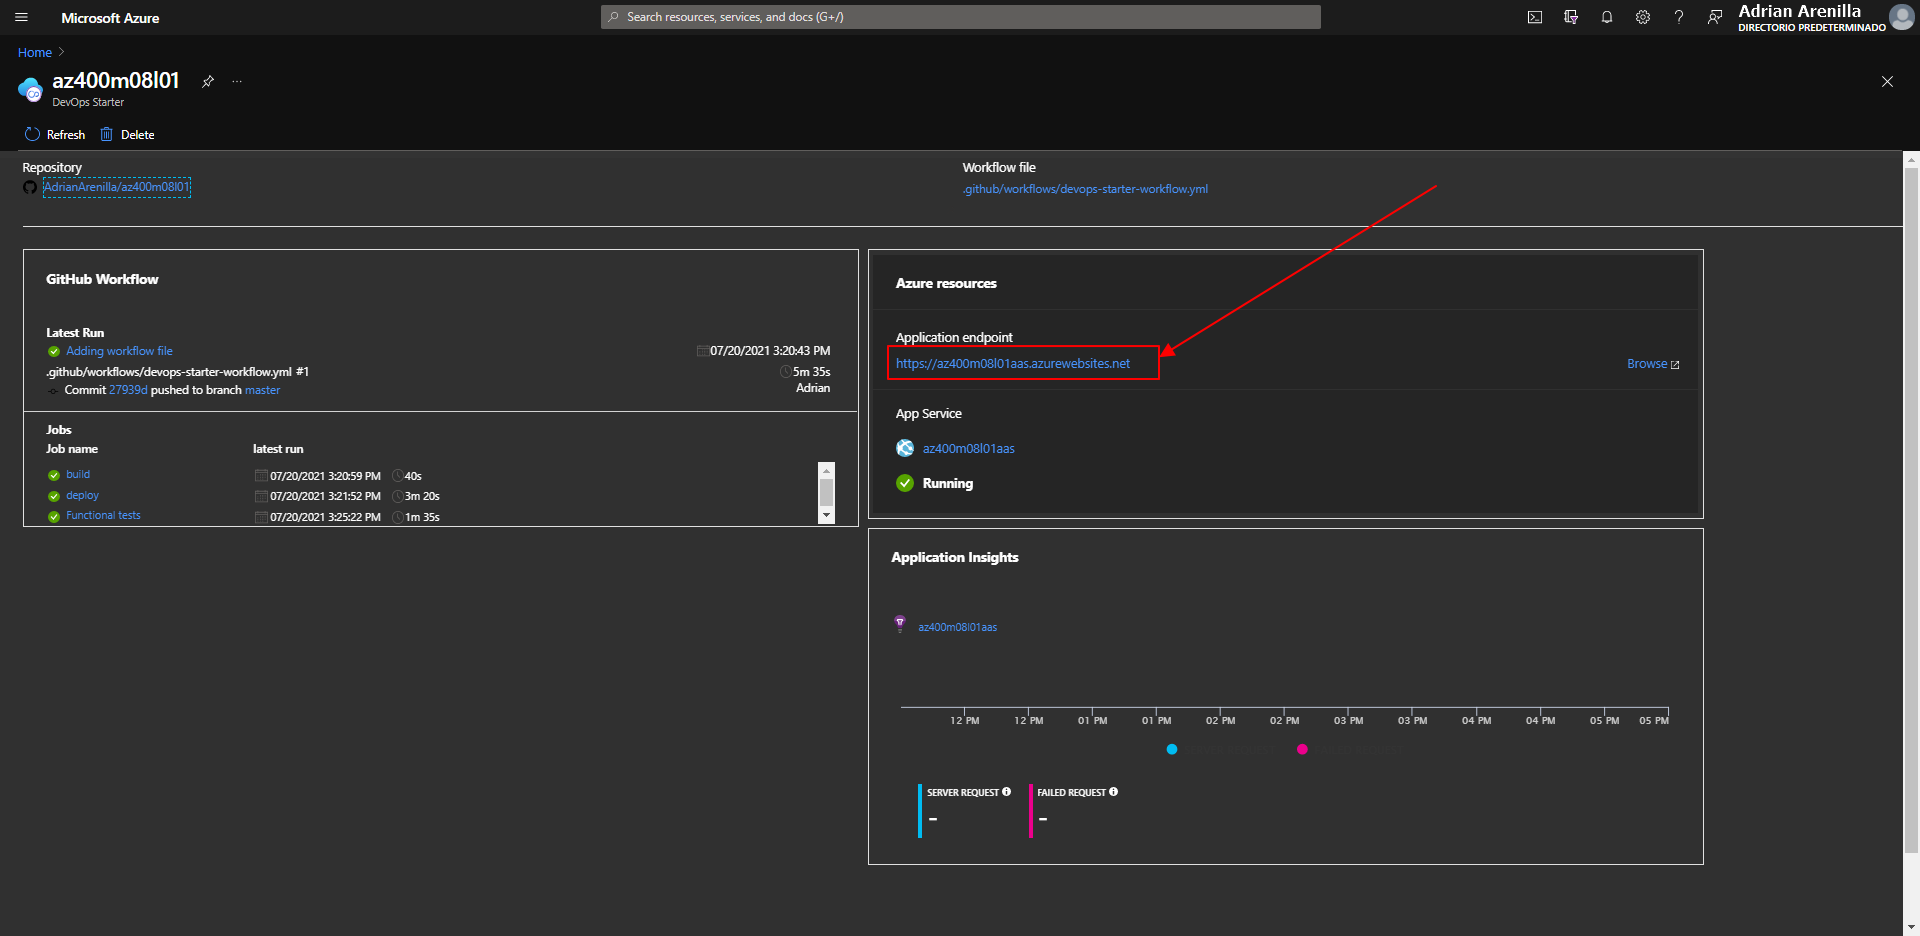 Microsoft Azure
Search resources, services, and docs (G+/)
Adrian Arenilla
DIRECTORIO PREDETERMINADO
Home
az400m08l01
DevOps Starter
Refresh
Delete
Repository
AdrianArenilla/az400m08l01
Workflow file
.github/workflows/devops-starter-workflow.yml
GitHub Workflow
Latest Run
Adding workflow file
07/20/2021 3:20:43 PM
.github/workflows/devops-starter-workflow.yml #1
5m 35s
Commit 27939d pushed to branch master
Adrian
Jobs
Job name latest run
build 07/20/2021 3:20:59 PM 40s
deploy 07/20/2021 3:21:52 PM 3m 20s
Functional tests 07/20/2021 3:25:22 PM 1m 35s
Azure resources
Application endpoint
https://az400m08l01aas.azurewebsites.net
Browse
App Service
az400m08l01aas
Running
Application Insights
az400m08l01aas
12 PM 12 PM 01 PM 01 PM 02 PM 02 PM 03 PM 03 PM 04 PM 04 PM 05 PM 05 PM
SERVER REQUEST FAILED REQUEST
-- --